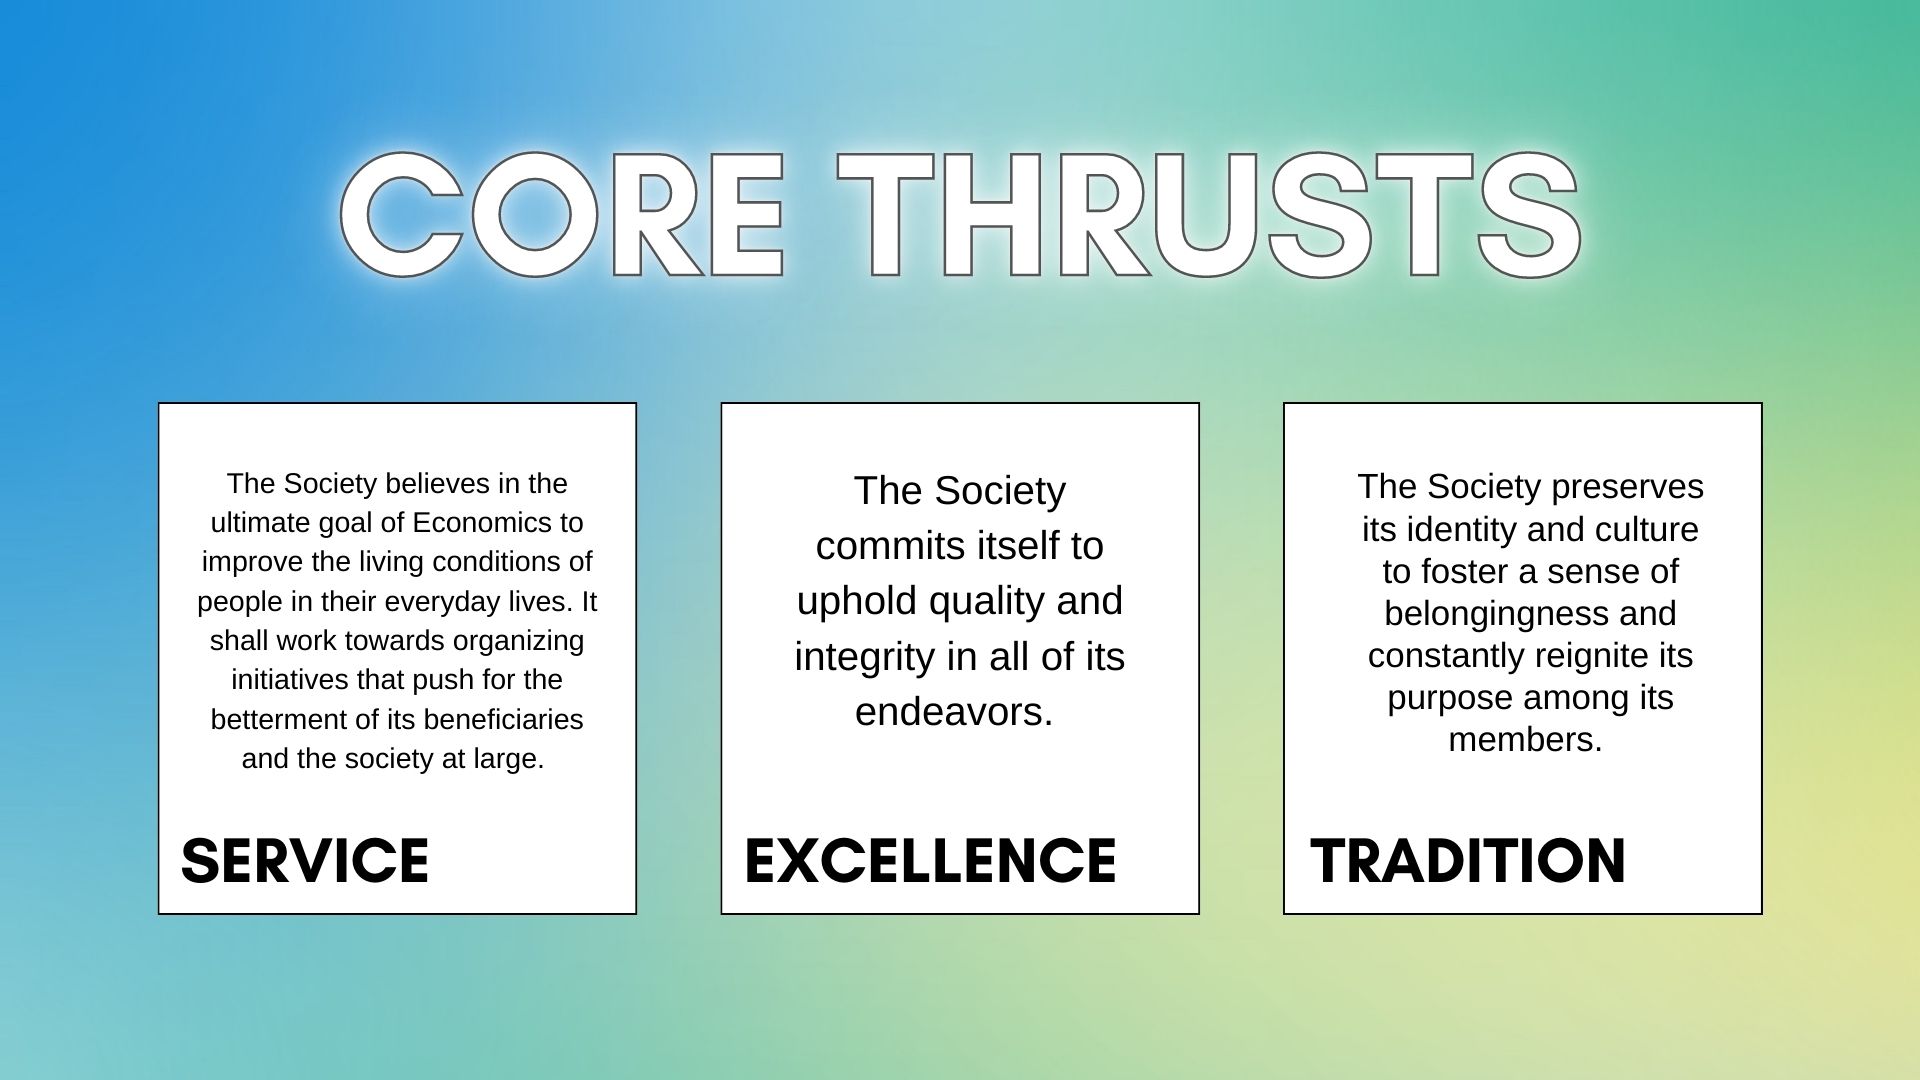 CORE THRUSTS
The Society believes in the
ultimate goal of Economics to
improve the living conditions of
people in their everyday lives. It
shall work towards organizing
initiatives that push for the
betterment of its beneficiaries
and the society at large.
SERVICE
The Society
commits itself to
uphold quality and
integrity in all of its
endeavors.
EXCELLENCE
The Society preserves
its identity and culture
to foster a sense of
belongingness and
constantly reignite its
purpose among its
members.
TRADITION